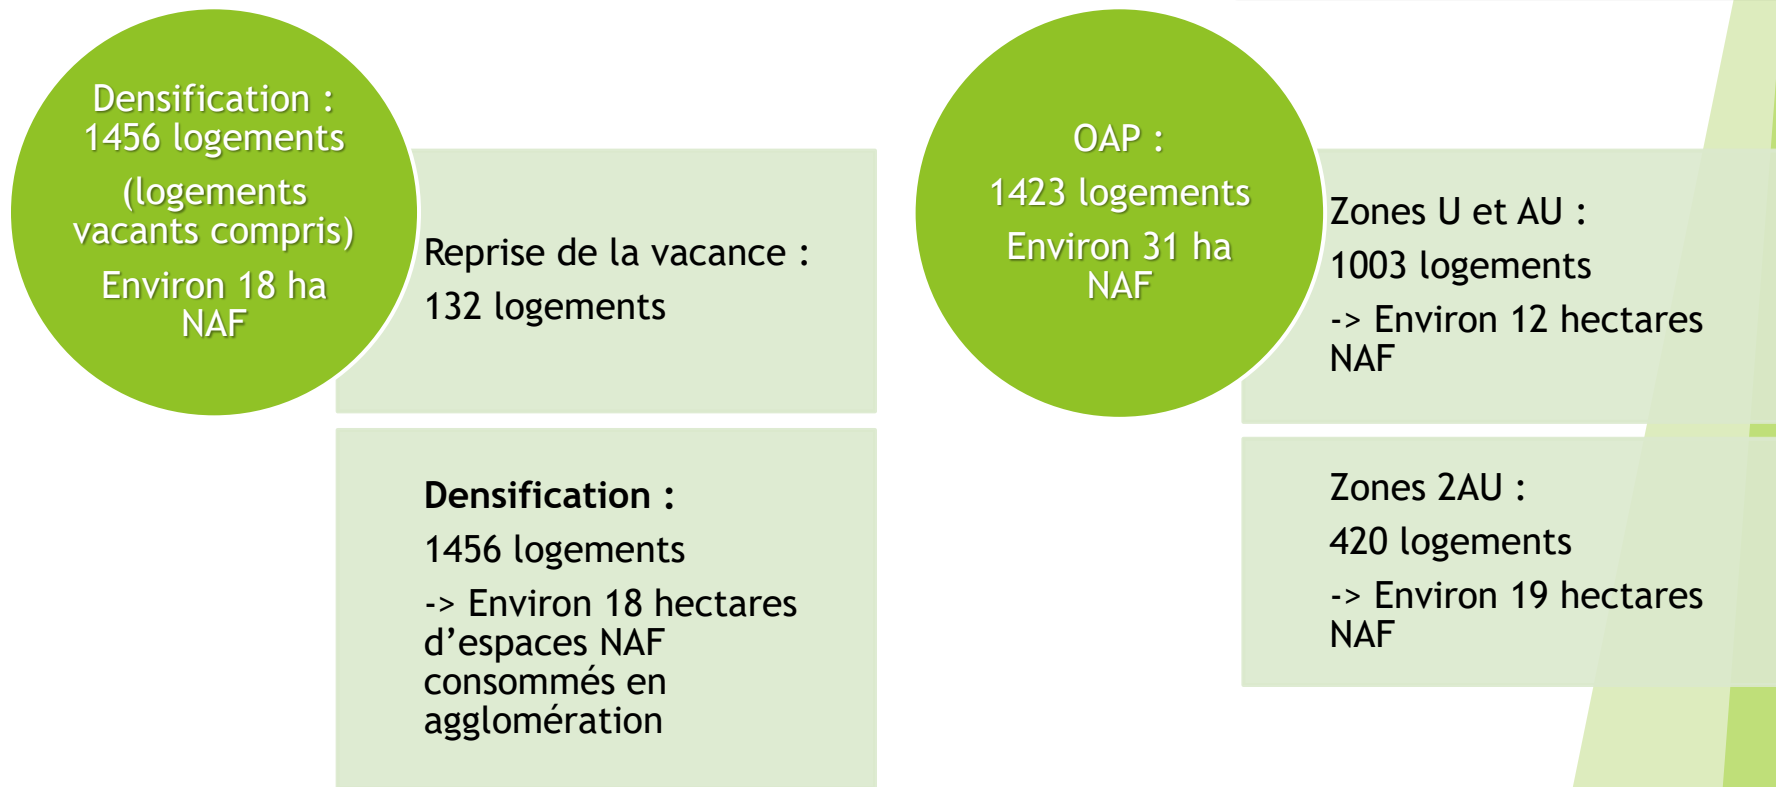 Densification :
1456 logements
(logements
vacants compris)
Environ 18 ha
NAF
Reprise de la vacance :
132 logements
Densification :
1456 logements
-> Environ 18 hectares
d’espaces NAF
consommés en
agglomération
OAP :
1423 logements
Environ 31 ha
NAF
Zones U et AU :
1003 logements
-> Environ 12 hectares
NAF
Zones 2AU :
420 logements
-> Environ 19 hectares
NAF